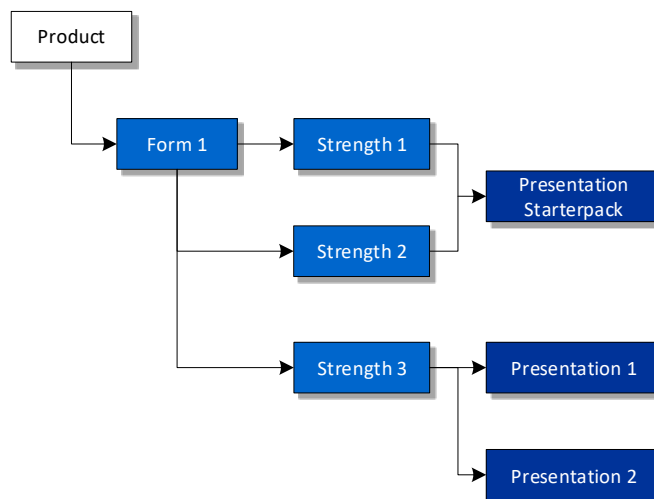 Product
Form 1
Strength 1
Presentation
Starterpack
Strength 2
Strength 3
Presentation 1
Presentation 2